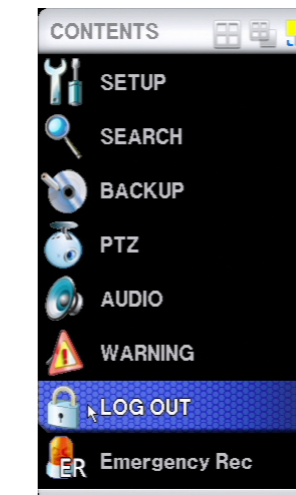 CONTENTS
SETUP
SEARCH
BACKUP
PTZ
AUDIO
WARNING
LOG OUT
ER Emergency Rec